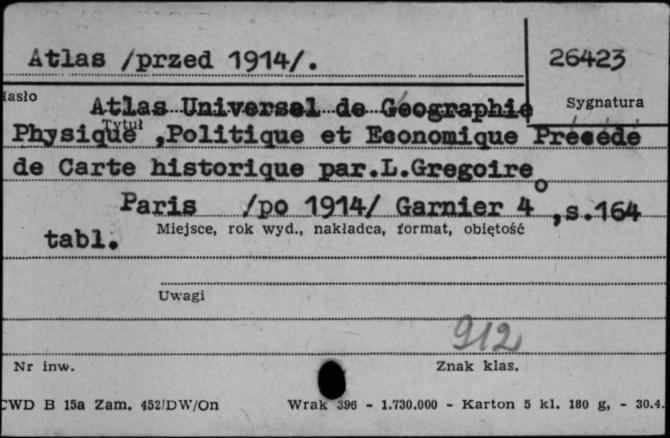 Atlas /przed 1914/.
26423
Hasło
Sygnatura
Atlas Universel de Géographie
Tytuł
Physique ,Politique et Economique Précédé
de Carte historique par.L.Gregoire
Paris /po 1914/ Garnier 4° ,s.164
Miejsce, rok wyd., nakładca, format, objętość
tabl.
Uwagi
912
Nr inw.
Znak klas.
CWD B 15a Zam. 452/DW/On Wrak 396 - 1.730.000 - Karton 5 kl. 180 g, - 30.4.